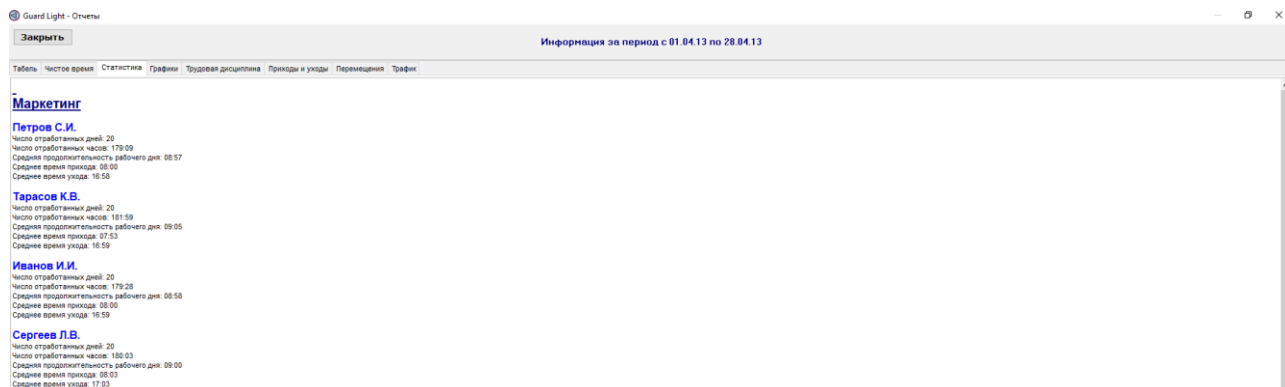 Guard Light - Отчеты
Закрыть
Информация за период с 01.04.13 по 28.04.13
Табель Чистое время Статистика Графики Трудовая дисциплина Приходы и уходы Перемещения Трафик
Маркетинг
Петров С.И.
Число отработанных дней: 20
Число отработанных часов: 179:09
Средняя продолжительность рабочего дня: 08:57
Среднее время прихода: 08:00
Среднее время ухода: 16:58
Тарасов К.В.
Число отработанных дней: 20
Число отработанных часов: 181:59
Средняя продолжительность рабочего дня: 09:05
Среднее время прихода: 07:53
Среднее время ухода: 16:59
Иванов И.И.
Число отработанных дней: 20
Число отработанных часов: 179:28
Средняя продолжительность рабочего дня: 08:58
Среднее время прихода: 08:00
Среднее время ухода: 16:59
Сергеев Л.В.
Число отработанных дней: 20
Число отработанных часов: 180:03
Средняя продолжительность рабочего дня: 09:00
Среднее время прихода: 08:03
Среднее время ухода: 17:03